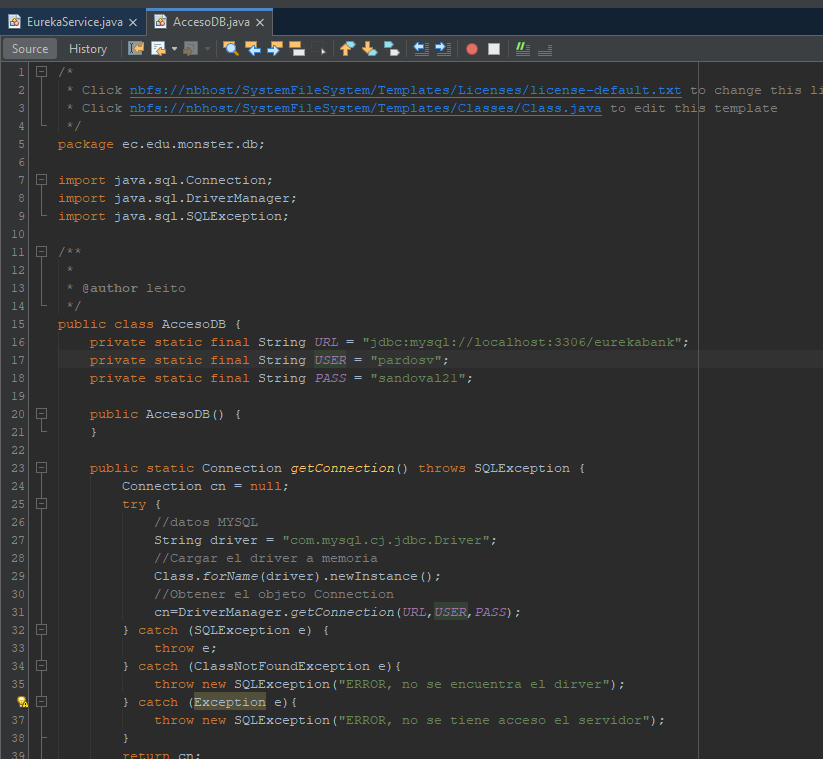 EurekaService.java × AccesoDB.java ×
Source History
1 /*
2 * Click nbfs://nbhost/SystemFileSystem/Templates/Licenses/license-default.txt to change this li
3 * Click nbfs://nbhost/SystemFileSystem/Templates/Classes/Class.java to edit this template
4 */
5 package ec.edu.monster.db;
6
7 import java.sql.Connection;
8 import java.sql.DriverManager;
9 import java.sql.SQLException;
10
11 /**
12 *
13 * @author leito
14 */
15 public class AccesoDB {
16 private static final String URL = "jdbc:mysql://localhost:3306/eurekabank";
17 private static final String USER = "pardosv";
18 private static final String PASS = "sandoval21";
19
20 public AccesoDB() {
21 }
22
23 public static Connection getConnection() throws SQLException {
24 Connection cn = null;
25 try {
26 //datos MYSQL
27 String driver = "com.mysql.cj.jdbc.Driver";
28 //Cargar el driver a memoria
29 Class.forName(driver).newInstance();
30 //Obtener el objeto Connection
31 cn=DriverManager.getConnection(URL,USER,PASS);
32 } catch (SQLException e) {
33 throw e;
34 } catch (ClassNotFoundException e){
35 throw new SQLException("ERROR, no se encuentra el dirver");
} catch (Exception e){
37 throw new SQLException("ERROR, no se tiene acceso el servidor");
38 }
39 return cn;